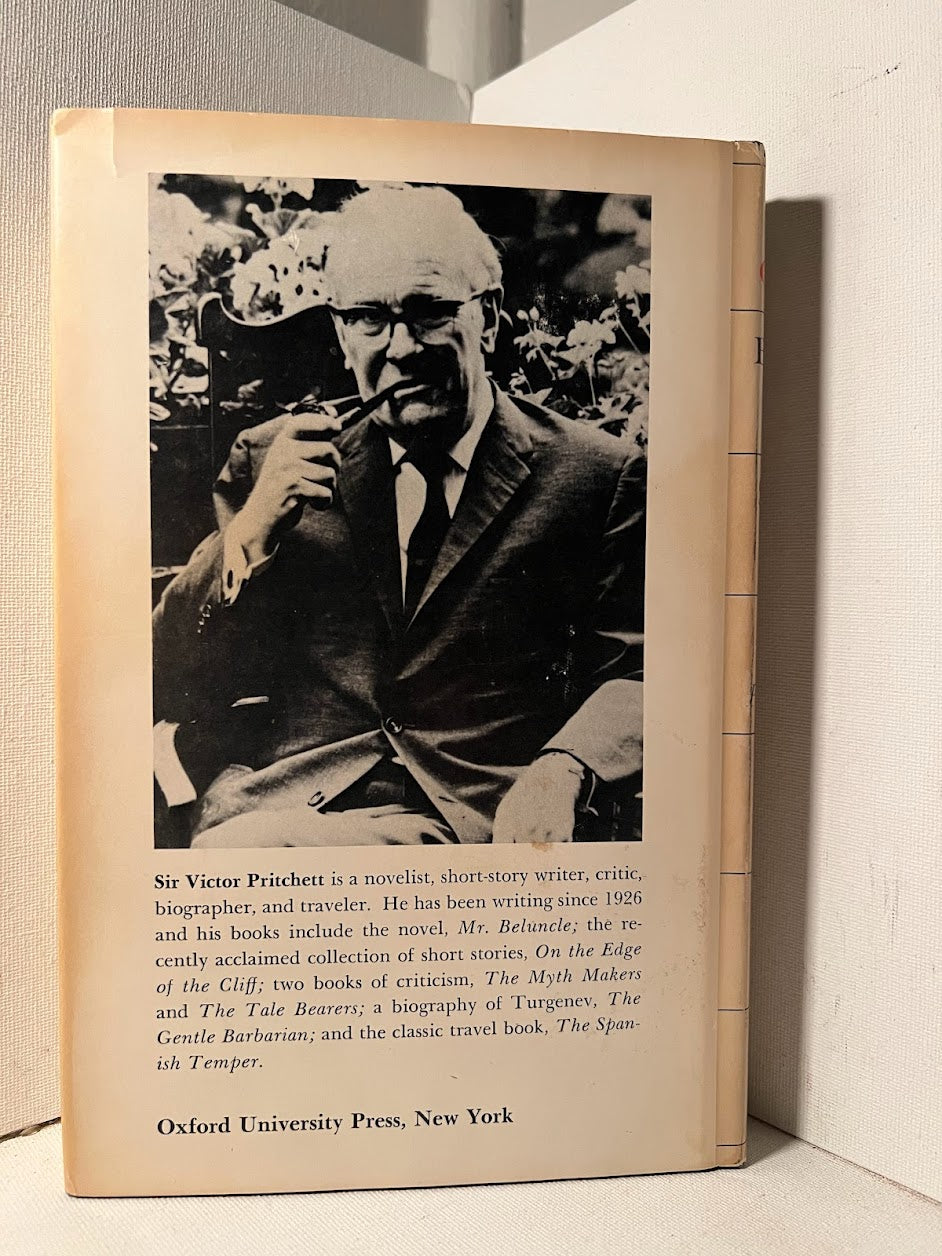 Sir Victor Pritchett is a novelist, short-story writer, critic,
biographer, and traveler. He has been writing since 1926
and his books include the novel, Mr. Beluncle; the re-
cently acclaimed collection of short stories, On the Edge
of the Cliff; two books of criticism, The Myth Makers
and The Tale Bearers; a biography of Turgenev, The
Gentle Barbarian; and the classic travel book, The Span-
ish Temper.
Oxford University Press, New York